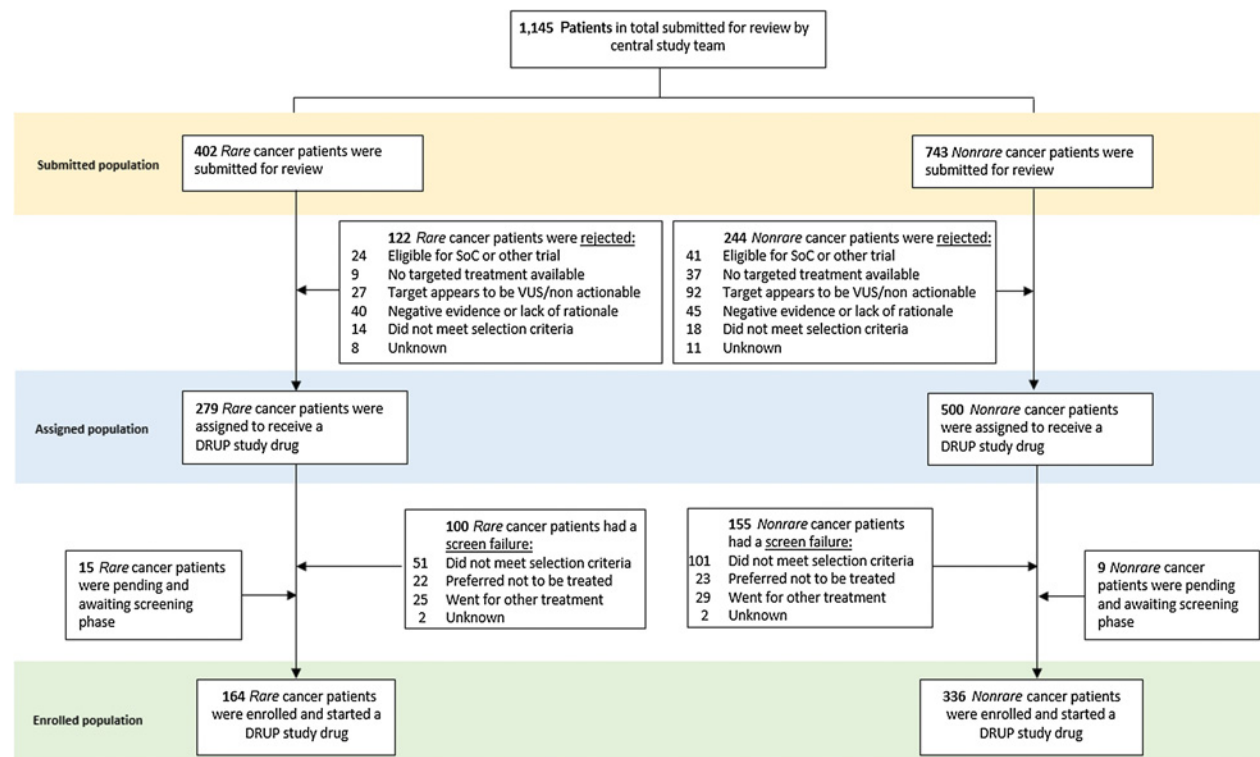 1,145 Patients in total submitted for review by
central study team
Submitted population
402 Rare cancer patients were
submitted for review
743 Nonrare cancer patients were
submitted for review
122 Rare cancer patients were rejected:
24 Eligible for SoC or other trial
9 No targeted treatment available
27 Target appears to be VUS/non actionable
40 Negative evidence or lack of rationale
14 Did not meet selection criteria
8 Unknown
244 Nonrare cancer patients were rejected:
41 Eligible for SoC or other trial
37 No targeted treatment available
92 Target appears to be VUS/non actionable
45 Negative evidence or lack of rationale
18 Did not meet selection criteria
11 Unknown
Assigned population
279 Rare cancer patients were
assigned to receive a
DRUP study drug
500 Nonrare cancer patients
were assigned to receive a
DRUP study drug
15 Rare cancer patients
were pending and
awaiting screening
phase
100 Rare cancer patients had a
screen failure:
51 Did not meet selection criteria
22 Preferred not to be treated
25 Went for other treatment
2 Unknown
155 Nonrare cancer patients
had a screen failure:
101 Did not meet selection criteria
23 Preferred not to be treated
29 Went for other treatment
2 Unknown
9 Nonrare cancer
patients were pending
and awaiting screening
phase
Enrolled population
164 Rare cancer patients
were enrolled and started a
DRUP study drug
336 Nonrare cancer patients
were enrolled and started a
DRUP study drug